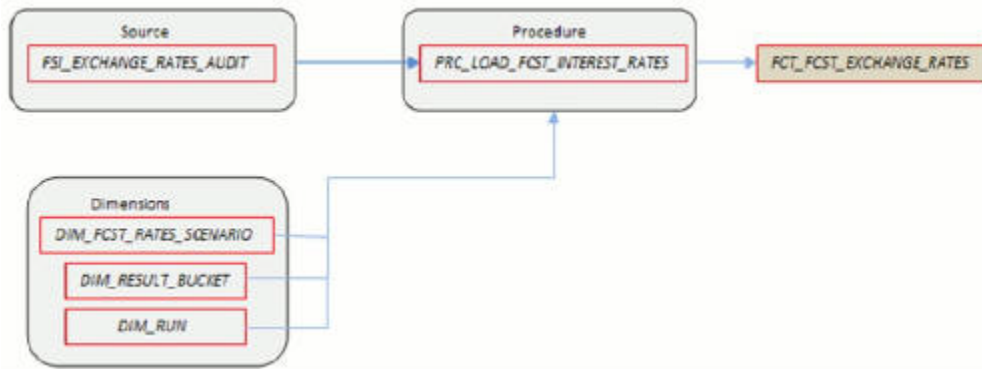 Source
FSI_EXCHANGE_RATES_AUDIT
Procedure
PRC_LOAD_FCST_INTEREST_RATES
FCT_FCST_EXCHANGE_RATES
Dimensions
DIM_FCST_RATES_SCENARIO
DIM_RESULT_BUCKET
DIM_RUN